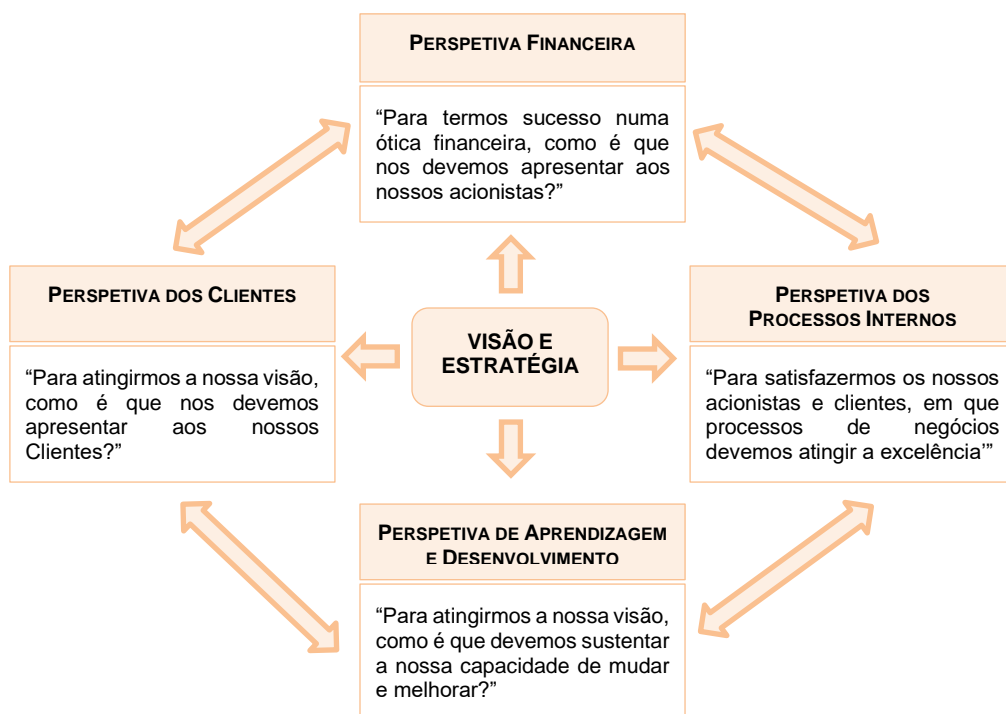 PERSPETIVA FINANCEIRA
“Para termos sucesso numa
ótica financeira, como é que
nos devemos apresentar aos
nossos acionistas?”
PERSPETIVA DOS CLIENTES
“Para atingirmos a nossa visão,
como é que nos devemos
apresentar aos nossos
Clientes?”
VISÃO E
ESTRATÉGIA
PERSPETIVA DOS
PROCESSOS INTERNOS
“Para satisfazermos os nossos
acionistas e clientes, em que
processos de negócios
devemos atingir a excelência’”
PERSPETIVA DE APRENDIZAGEM
E DESENVOLVIMENTO
“Para atingirmos a nossa visão,
como é que devemos sustentar
a nossa capacidade de mudar
e melhorar?”